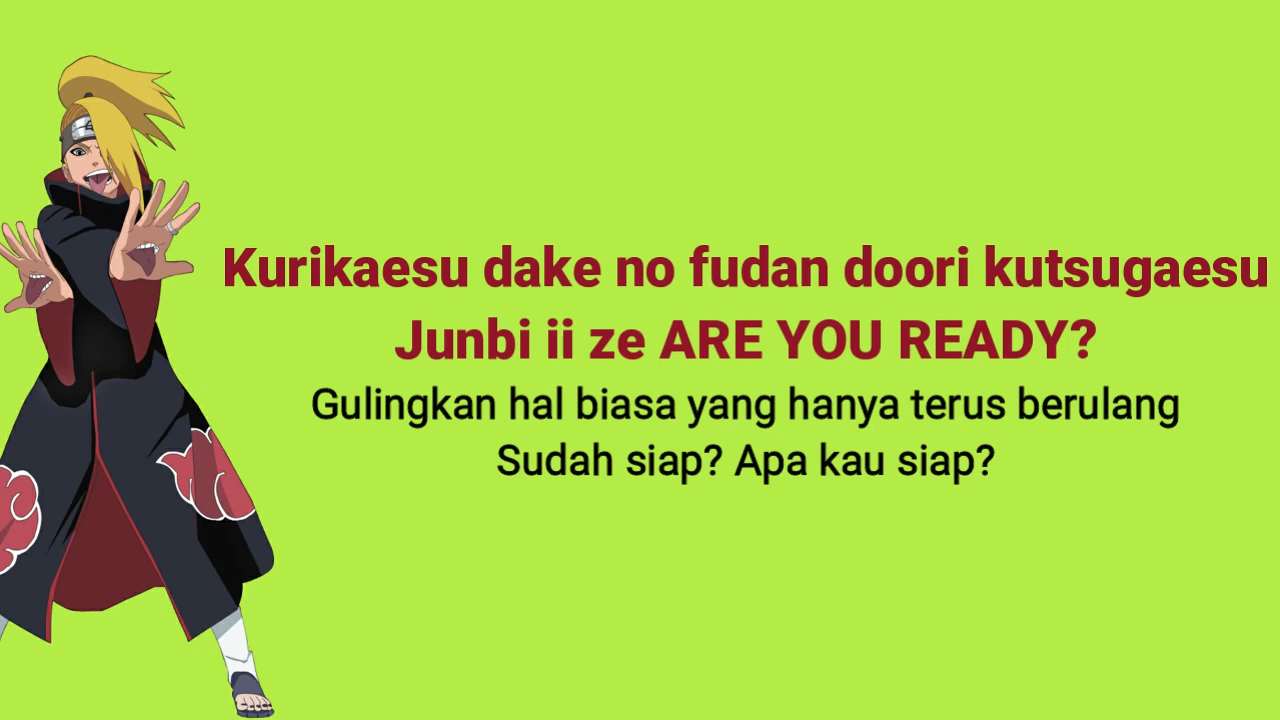 Kurikaesu dake no fudan doori kutsugaesu
Junbi ii ze ARE YOU READY?
Gulingkan hal biasa yang hanya terus berulang
Sudah siap? Apa kau siap?